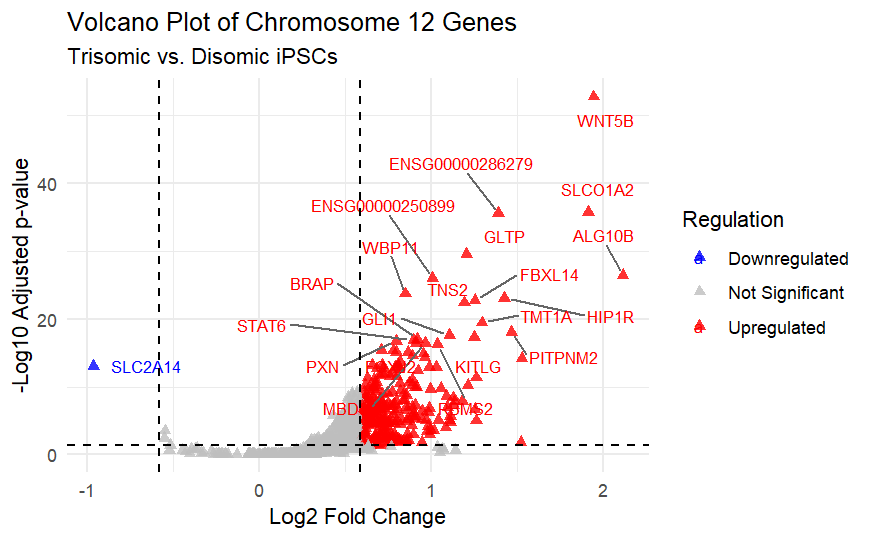 Volcano Plot of Chromosome 12 Genes
Trisomic vs. Disomic iPSCs
-Log10 Adjusted p-value
40
20
0
-1
0
1
2
Log2 Fold Change
WNT5B
ENSG00000286279
SLCO1A2
ENSG00000250899
GLTP
ALG10B
WBP11
FBXL14
BRAP
TNS2
GLI1
TMT1A
HIP1R
STAT6
PITPNM2
SLC2A14
PXN
KITLG
Regulation
a Downregulated
Not Significant
a Upregulated